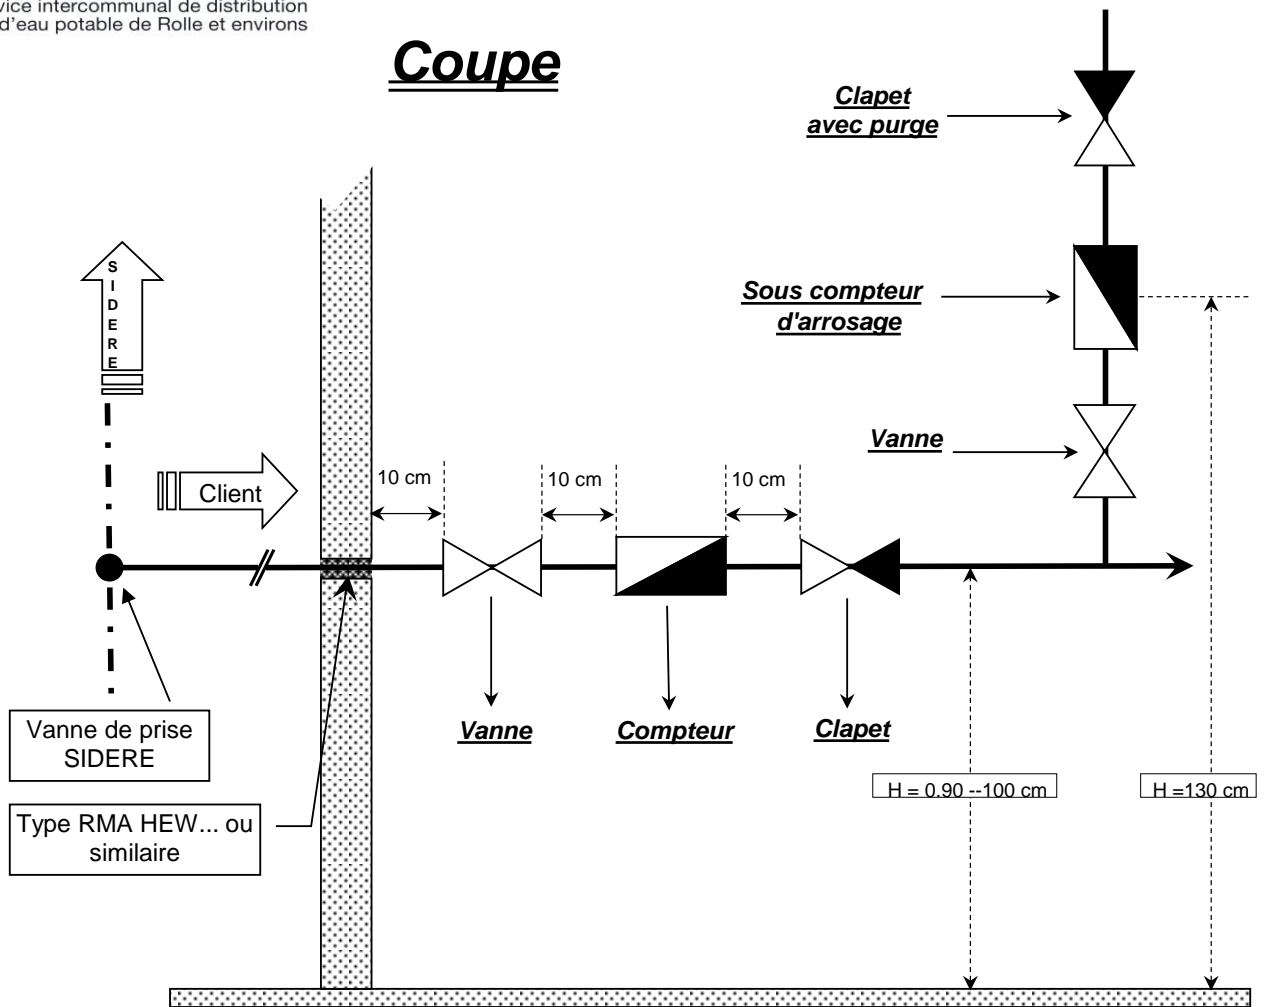 d'eau potable de Rolle et environs
intercommunal de distribution
Coupe
Clapet
avec purge
SIDERE
Sous compteur
d'arrosage
Vanne
10 cm
10 cm
10 cm
Client
Vanne de prise
SIDERE
Vanne
Compteur
Clapet
H = 0.90 --100 cm
H =130 cm
Type RMA HEW... ou
similaire